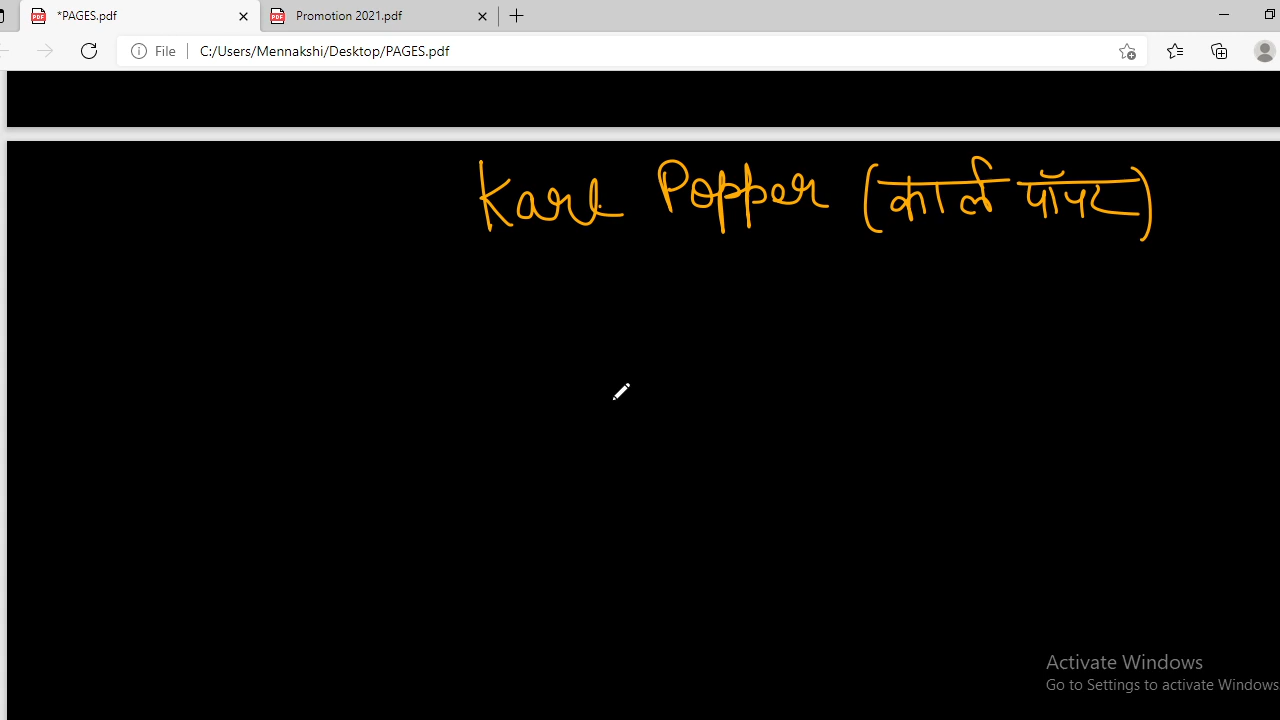 *PAGES.pdf
Promotion 2021.pdf
File
C:/Users/Mennakshi/Desktop/PAGES.pdf
Karl Popper (कार्ल पॉपर)
Activate Windows
Go to Settings to activate Windows